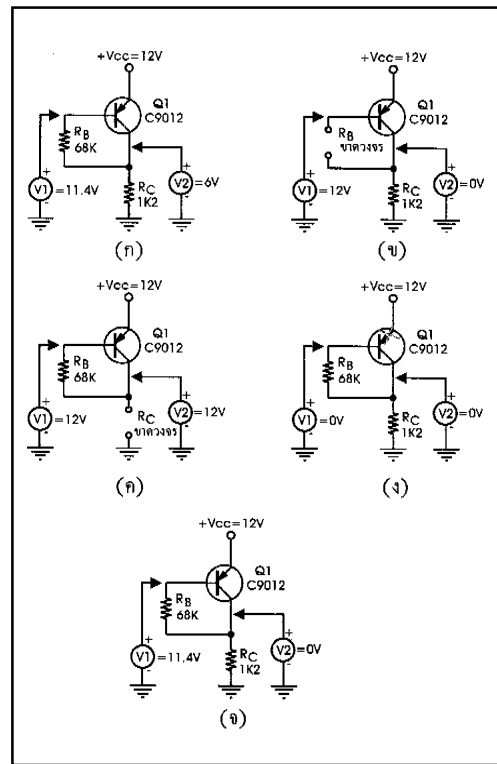 +Vcc=12V
Q1
C9012
RB
68K
V1 =11.4V
RC
1K2
V2 =6V
(ก)
+Vcc=12V
Q1
C9012
RB
ขาดวงจร
V1 =12V
RC
1K2
V2 =0V
(ข)
+Vcc=12V
Q1
C9012
RB
68K
V1 =12V
RC
ขาดวงจร
V2 =12V
(ค)
+Vcc=12V
Q1
C9012
RB
68K
V1 =0V
RC
1K2
V2 =0V
(ง)
+Vcc=12V
Q1
C9012
RB
68K
V1 =11.4V
RC
1K2
V2 =0V
(จ)